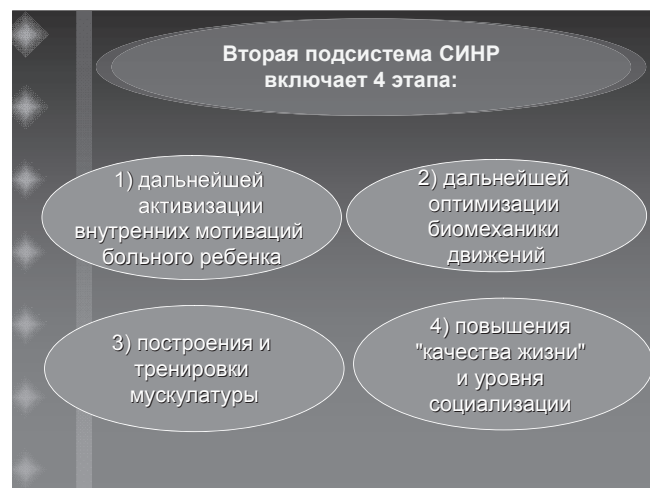 Вторая подсистема СИНР
включает 4 этапа:
1) дальнейшей
активизации
внутренних мотиваций
больного ребенка
2) дальнейшей
оптимизации
биомеханики
движений
3) построения и
тренировки
мускулатуры
4) повышения
"качества жизни"
и уровня
социализации